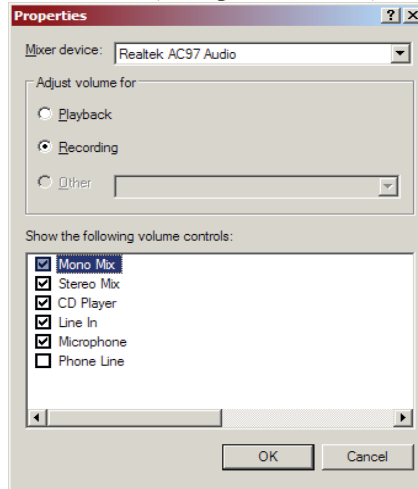 Properties
Mixer device: Realtek AC97 Audio
Adjust volume for
Playback
Recording
Other
Show the following volume controls:
Mono Mix
Stereo Mix
CD Player
Line In
Microphone
Phone Line
OK Cancel